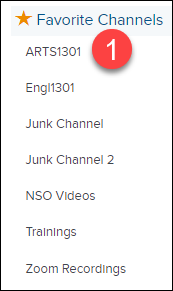 Favorite Channels
ARTS1301
1
Engl1301
Junk Channel
Junk Channel 2
NSO Videos
Trainings
Zoom Recordings